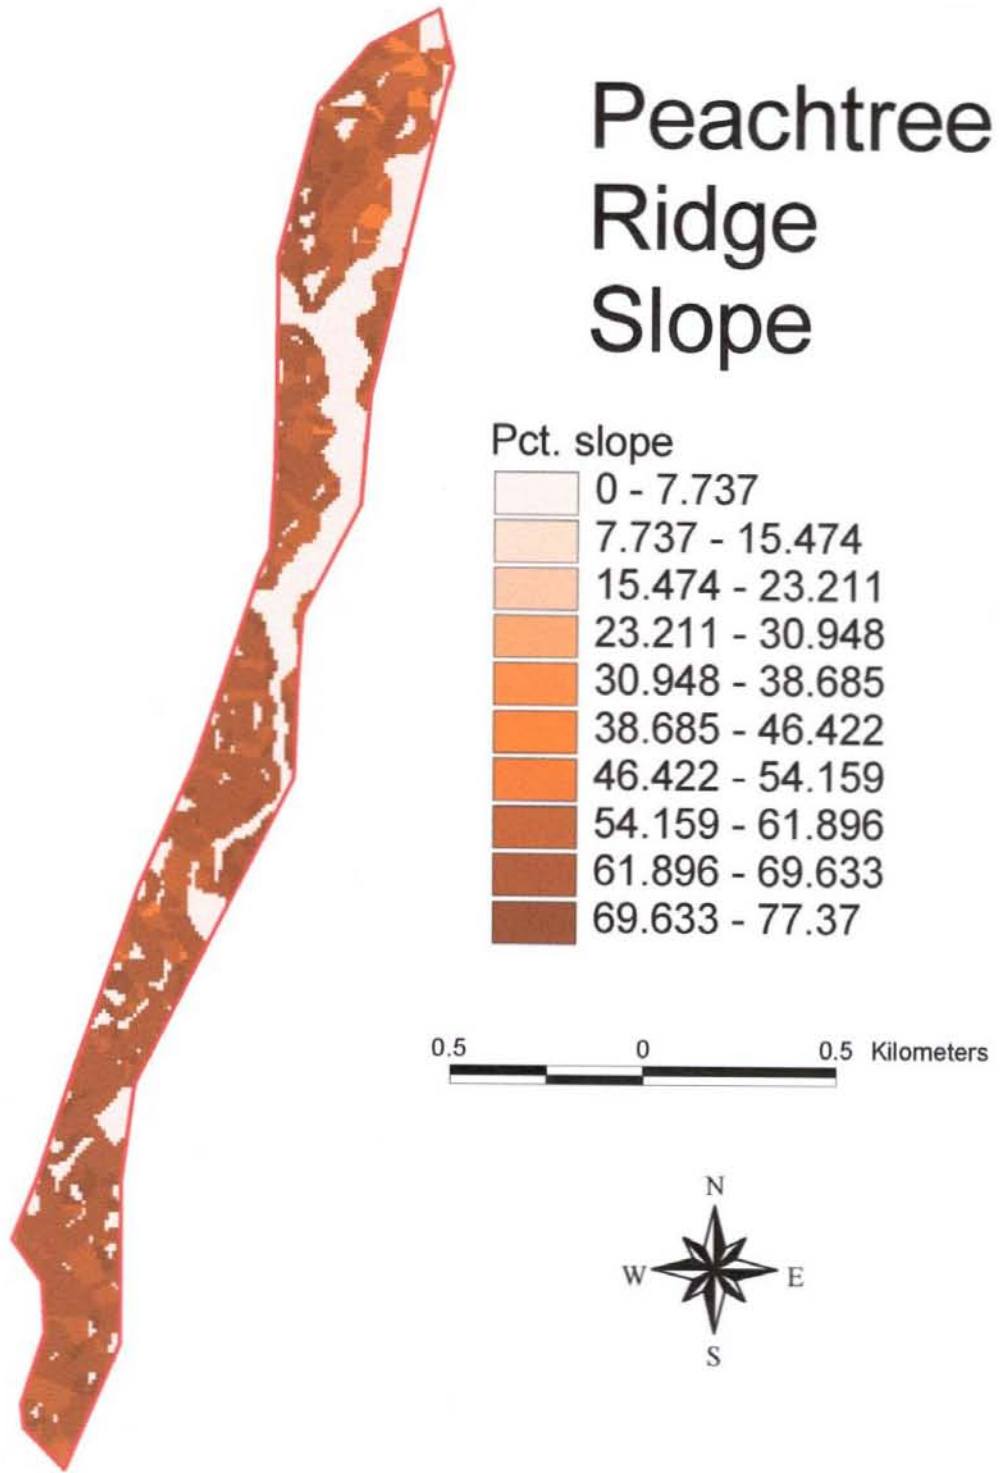 Peachtree
Ridge
Slope
Pct. slope
0 - 7.737
7.737 - 15.474
15.474 - 23.211
23.211 - 30.948
30.948 - 38.685
38.685 - 46.422
46.422 - 54.159
54.159 - 61.896
61.896 - 69.633
69.633 - 77.37
0.5 0 0.5 Kilometers
N
W E
S